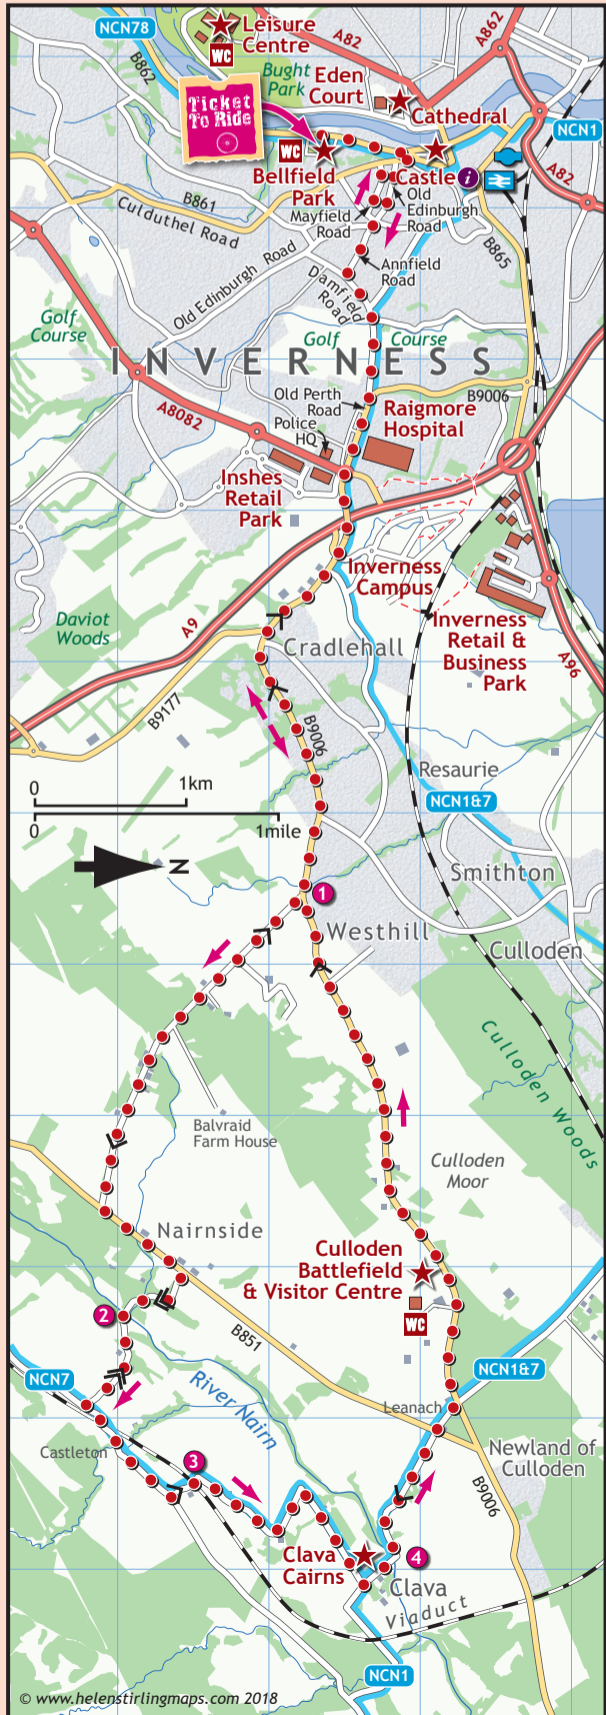 NCN78
Leisure
Centre
WC
A82
A862
B862
Bught
Park
Eden
Court
Ticket
To Ride
Cathedral
NCN1
WC
Bellfield
Park
Castle
i
A82
B861
Culduthel Road
Mayfield
Road
Old
Edinburgh
Road
B865
Old Edinburgh Road
Annfield
Road
Damfield
Road
Golf
Course
Golf Course
INVERNESS
Old Perth
Road
B9006
A8082
Police
HQ
Raigmore
Hospital
Inshes
Retail
Park
Inverness
Campus
Daviot
Woods
A9
Inverness
Retail &
Business
Park
Cradlehall
A96
B9177
B9006
Resaurie
0 1km
NCN1&7
0 1mile
N
Smithton
1
Westhill
Culloden
Culloden Woods
Balvraid
Farm House
Culloden
Moor
Nairnside
Culloden
Battlefield
& Visitor Centre
WC
2
B851
NCN7
River Nairn
NCN1&7
Leanach
Castleton
3
Newland of
Culloden
B9006
Clava
Cairns
4
Clava
Viaduct
NCN1
© www.helenstirlingmaps.com 2018